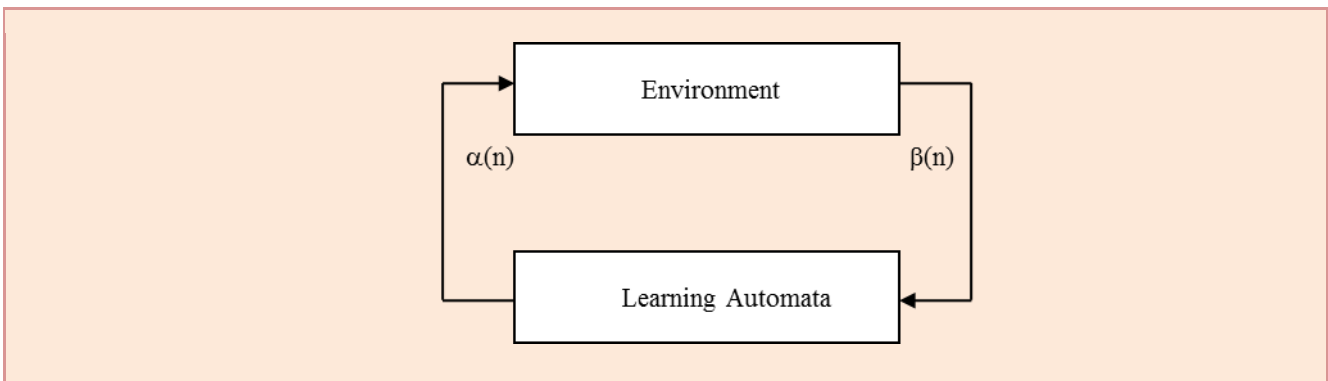 Environment
α(n)
β(n)
Learning Automata